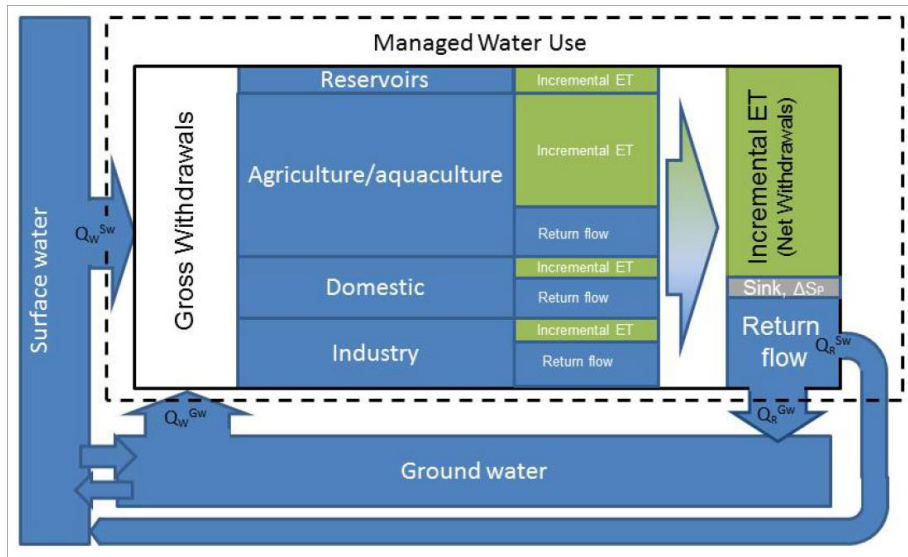 Managed Water Use
Surface water
Q_W^Sw
Gross Withdrawals
Reservoirs
Incremental ET
Agriculture/aquaculture
Incremental ET
Return flow
Domestic
Incremental ET
Return flow
Industry
Incremental ET
Return flow
Incremental ET
(Net Withdrawals)
Sink, ΔS_P
Return
flow
Q_R^Sw
Q_W^Gw
Q_R^Gw
Ground water